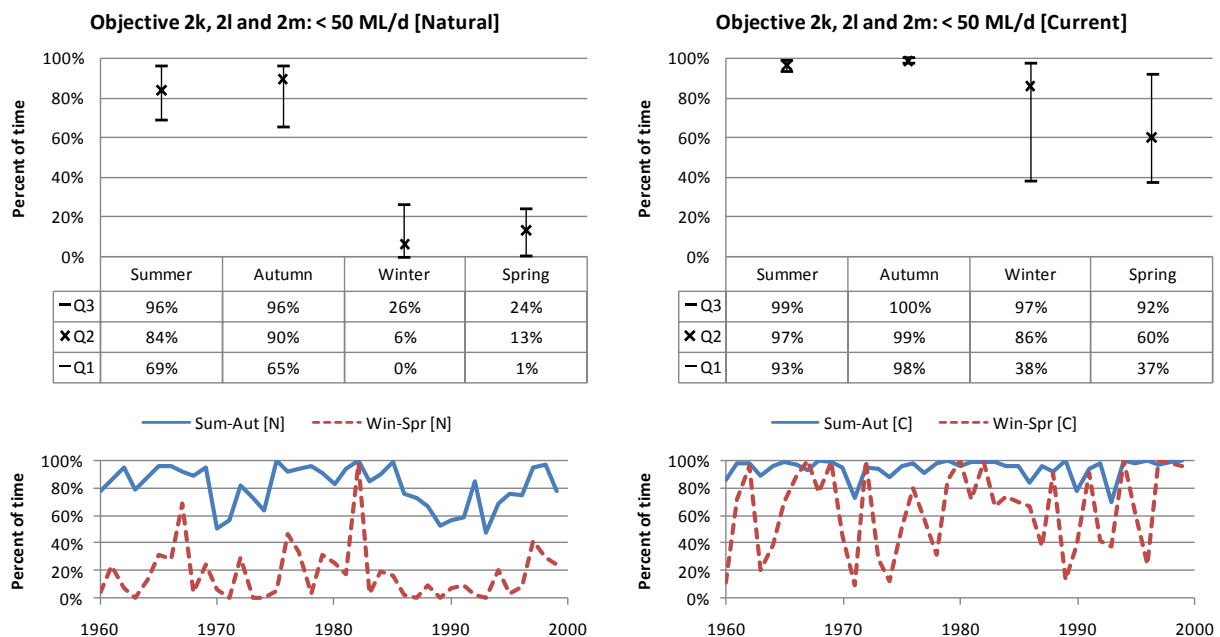 Objective 2k, 2l and 2m: < 50 ML/d [Natural]
Percent of time
100%
80%
60%
40%
20%
0%
Summer Autumn Winter Spring
Q3 96% 96% 26% 24%
Q2 84% 90% 6% 13%
Q1 69% 65% 0% 1%
Sum-Aut [N] Win-Spr [N]
Percent of time
100%
80%
60%
40%
20%
0%
1960 1970 1980 1990 2000
Objective 2k, 2l and 2m: < 50 ML/d [Current]
Percent of time
100%
80%
60%
40%
20%
0%
Summer Autumn Winter Spring
Q3 99% 100% 97% 92%
Q2 97% 99% 86% 60%
Q1 93% 98% 38% 37%
Sum-Aut [C] Win-Spr [C]
Percent of time
100%
80%
60%
40%
20%
0%
1960 1970 1980 1990 2000